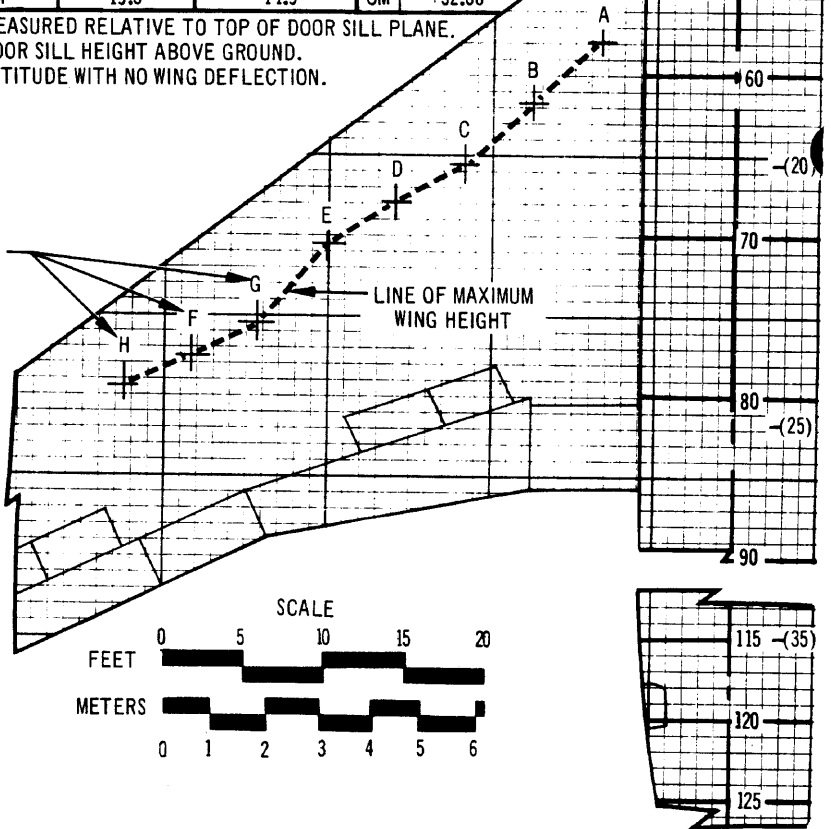 EASURED RELATIVE TO TOP OF DOOR SILL PLANE.
OOR SILL HEIGHT ABOVE GROUND.
TITUDE WITH NO WING DEFLECTION.
A
60
B
C
(20)
D
E
70
G
LINE OF MAXIMUM
WING HEIGHT
F
H
80
(25)
90
SCALE
0 5 10 15 20
FEET
METERS
0 1 2 3 4 5 6
115 (35)
120
125